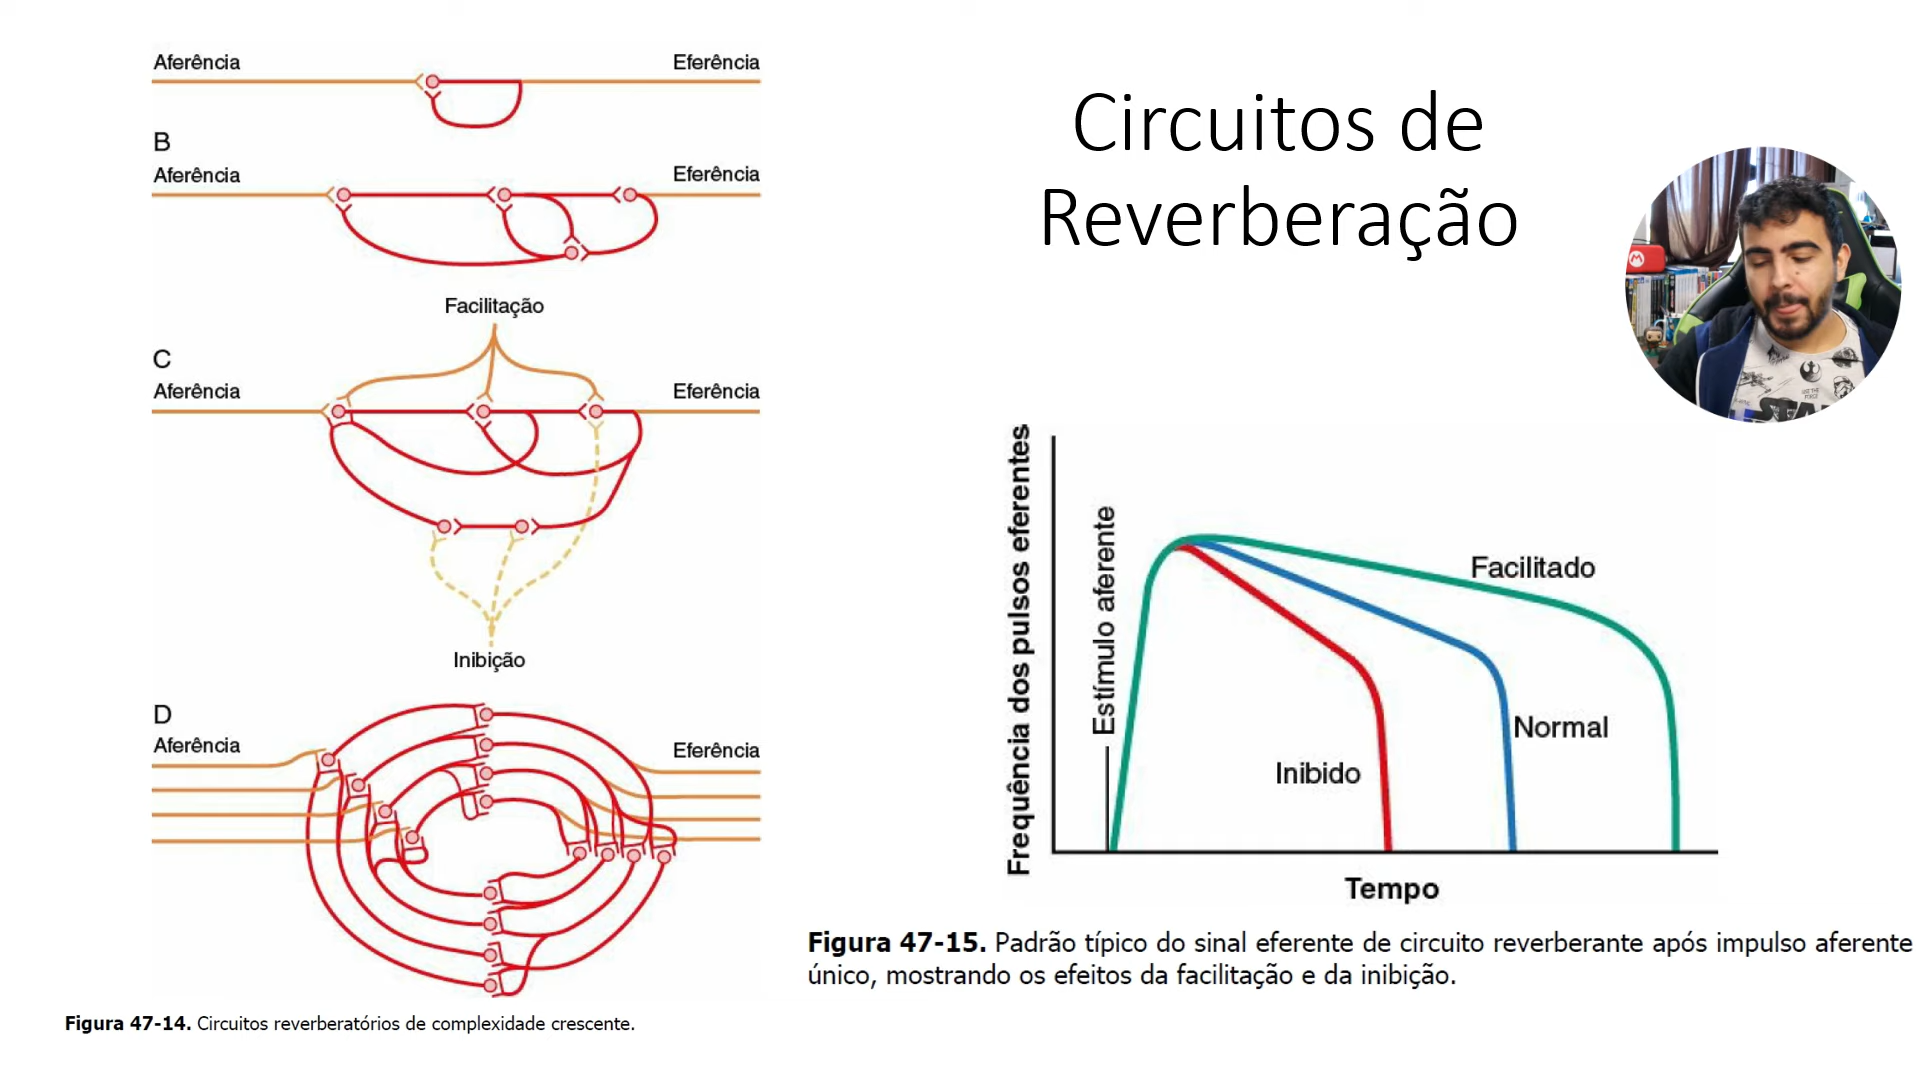 Circuitos de
Reverberação
Aferência
Eferência
B
Aferência
Eferência
Facilitação
C
Aferência
Eferência
Inibição
D
Aferência
Eferência
Figura 47-14. Circuitos reverberatórios de complexidade crescente.
Frequência dos pulsos eferentes
Estímulo aferente
Facilitado
Normal
Inibido
Tempo
Figura 47-15. Padrão típico do sinal eferente de circuito reverberante após impulso aferente
único, mostrando os efeitos da facilitação e da inibição.